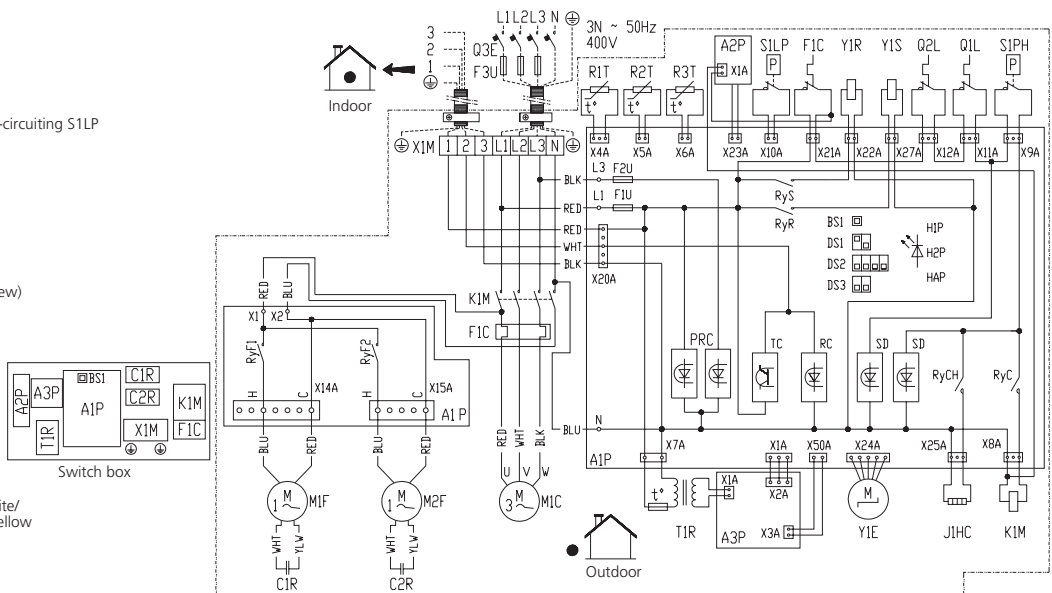 L1 L2 L3 N
3N ~ 50Hz
400V
3
2
1
Q3E
F3U
Indoor
A2P S1LP F1C Y1R Y1S Q2L Q1L S1PH
X1A P P
R1T R2T R3T
t° t° t°
-circuiting S1LP
X1M 1 2 3 L1 L2 L3 N
X4A X5A X6A X23A X10A X21A X22A X27A X12A X11A X9A
L3 F2U
BLK
L1 F1U
RED
RyS
RyR
RED
WHT
BLK
X20A
BS1
DS1
DS2
DS3
H1P
H2P
HAP
ew)
RED BLU
X1 X2
K1M
F1C
RyF1 RyF2
H C X14A H C X15A
A1P
PRC TC RC SD SD
RyCH RyC
BS1
A2P A3P A1P C1R
C2R K1M
T1R X1M F1C
Switch box
BLU RED BLU RED
RED WHT BLK
BLU N
A1P X7A X1A X50A X24A X25A X8A
X2A
U V W
M 1 M1F
M 1 M2F
M 3 M1C
t° T1R
X1A
A3P X3A
M Y1E
J1HC K1M
ite/
ellow
WHT YLW WHT YLW
C1R C2R
Outdoor